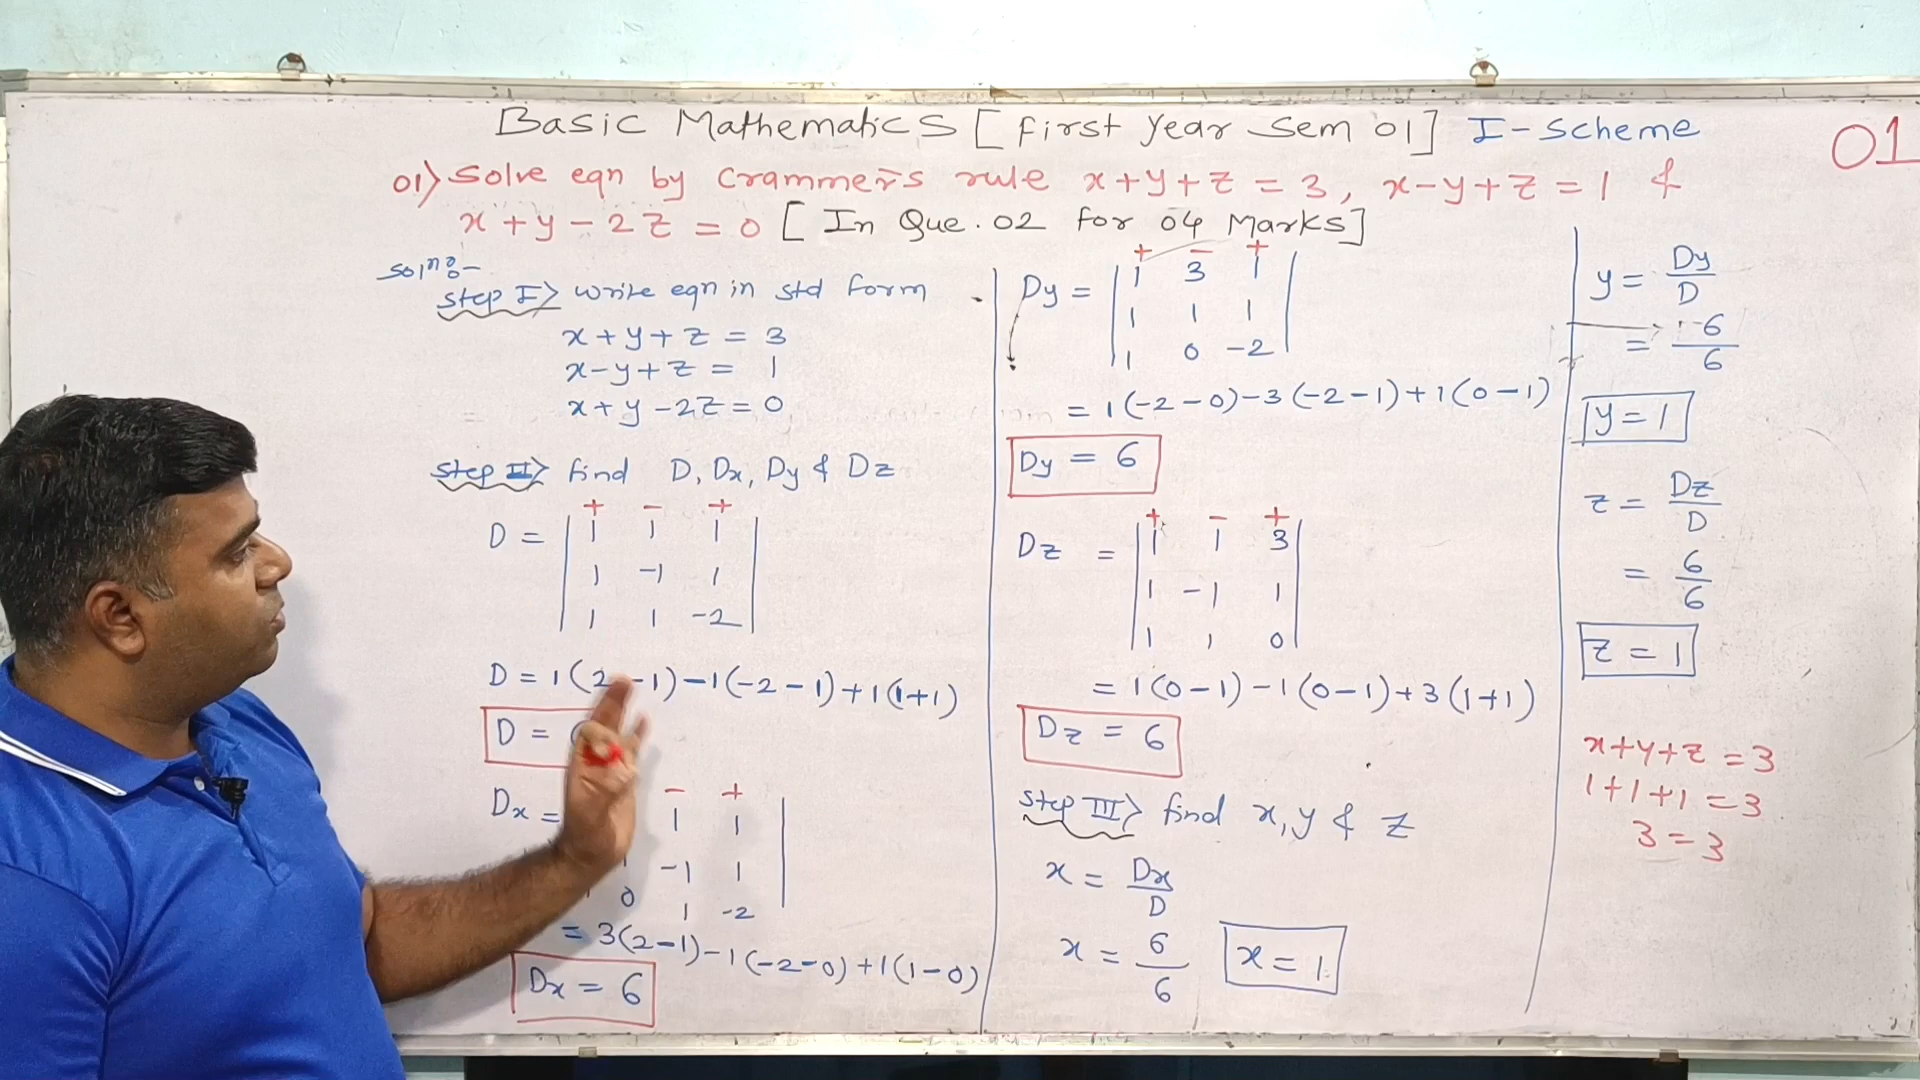 Basic Mathematics [First Year Sem 01] I-Scheme
01
01) Solve eqn by Crammer's rule x+y+z = 3, x-y+z = 1 &
x+y-2z = 0 [In Que. 02 for 04 Marks]
Soln:-
Step I> Write eqn in std form
x+y+z = 3
x-y+z = 1
x+y-2z=0
Step II> find D, Dx, Dy & Dz
+ - +
D = | 1 1 1 |
| 1 -1 1 |
| 1 1 -2 |
D = 1(2-1)-1(-2-1)+1(1+1)
D =
- +
Dx = 1 1 |
-1 1 |
0 1 -2 |
= 3(2-1)-1(-2-0)+1(1-0)
Dx = 6
+ - +
Dy = | 1 3 1 |
| 1 1 1 |
| 1 0 -2 |
= 1(-2-0)-3(-2-1)+1(0-1)
Dy = 6
+ - +
Dz = | 1 1 3 |
| 1 -1 1 |
| 1 1 0 |
= 1(0-1)-1(0-1)+3(1+1)
Dz = 6
Step III> find x, y & z
x = Dx/D
x = 6/6 x = 1
y = Dy/D
= 6/6
y = 1
z = Dz/D
= 6/6
z = 1
x+y+z = 3
1+1+1 = 3
3 = 3